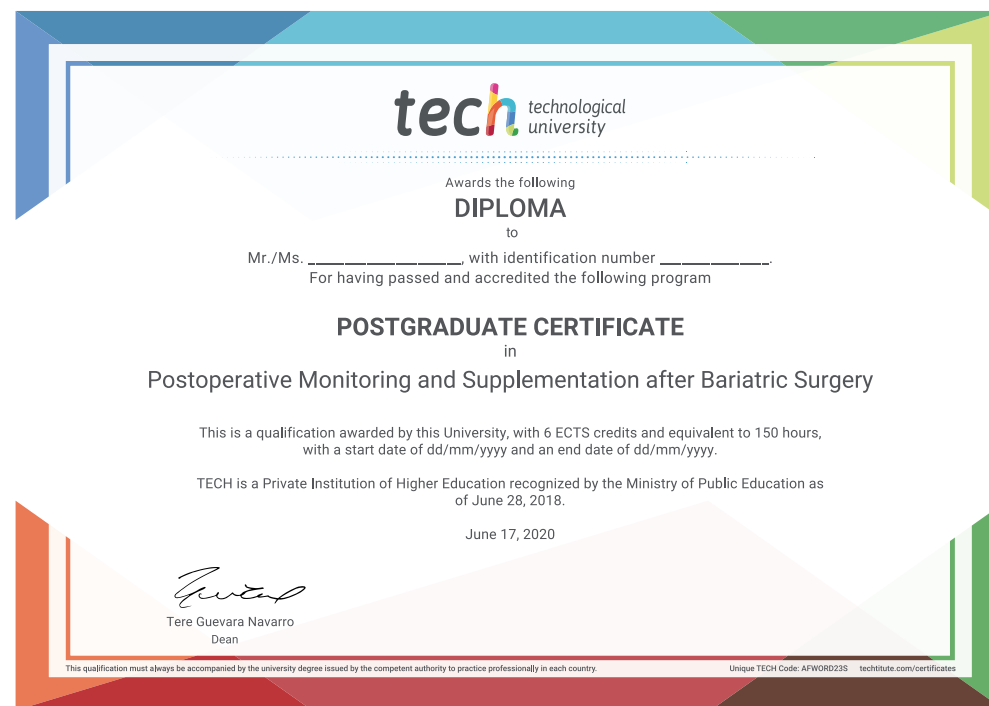 tech technological
university
Awards the following
DIPLOMA
to
Mr./Ms. ____________________, with identification number ______________.
For having passed and accredited the following program
POSTGRADUATE CERTIFICATE
in
Postoperative Monitoring and Supplementation after Bariatric Surgery
This is a qualification awarded by this University, with 6 ECTS credits and equivalent to 150 hours,
with a start date of dd/mm/yyyy and an end date of dd/mm/yyyy.
TECH is a Private Institution of Higher Education recognized by the Ministry of Public Education as
of June 28, 2018.
June 17, 2020
Tere Guevara Navarro
Dean
This qualification must always be accompanied by the university degree issued by the competent authority to practice professionally in each country.
Unique TECH Code: AFWORD23S techtitute.com/certificates